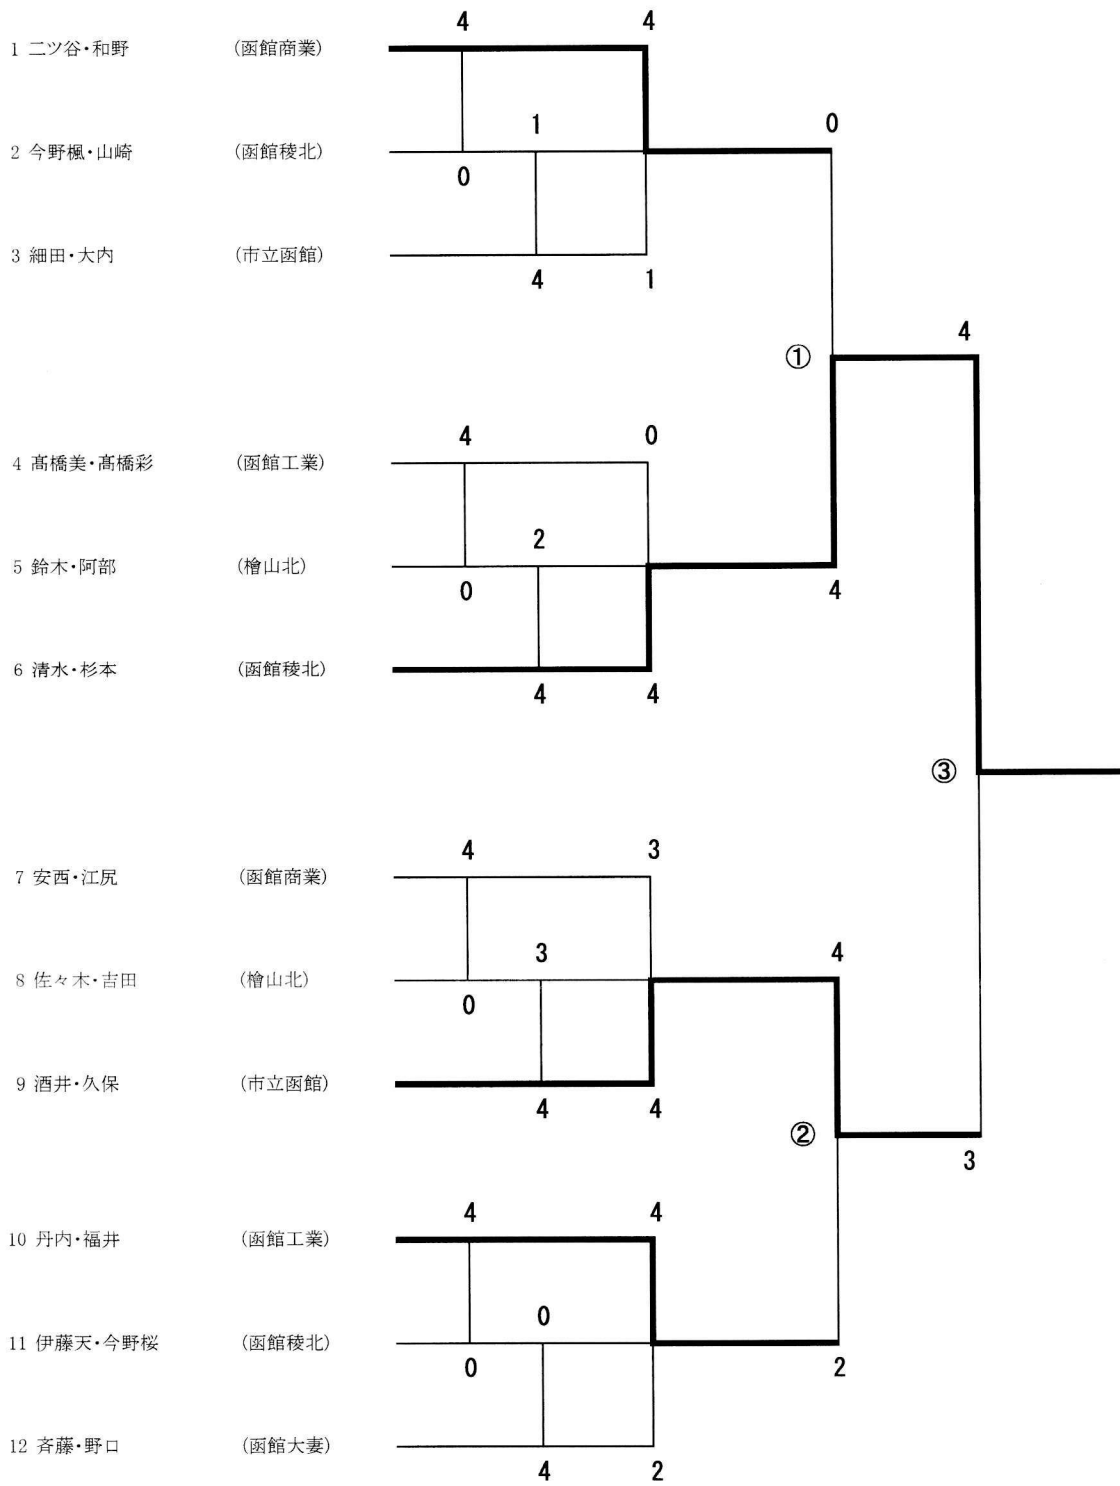 4 4
1 二ツ谷・和野 (函館商業)
1 0
2 今野楓・山崎 (函館稜北)
0
3 細田・大内 (市立函館)
4 1
4
①
4 0
4 髙橋美・髙橋彩 (函館工業)
2
5 鈴木・阿部 (檜山北)
0 4
6 清水・杉本 (函館稜北)
4 4
③
4 3
7 安西・江尻 (函館商業)
3 4
8 佐々木・吉田 (檜山北)
0
9 酒井・久保 (市立函館)
4 4
②
3
4 4
10 丹内・福井 (函館工業)
0
11 伊藤天・今野桜 (函館稜北)
0 2
12 斉藤・野口 (函館大妻)
4 2